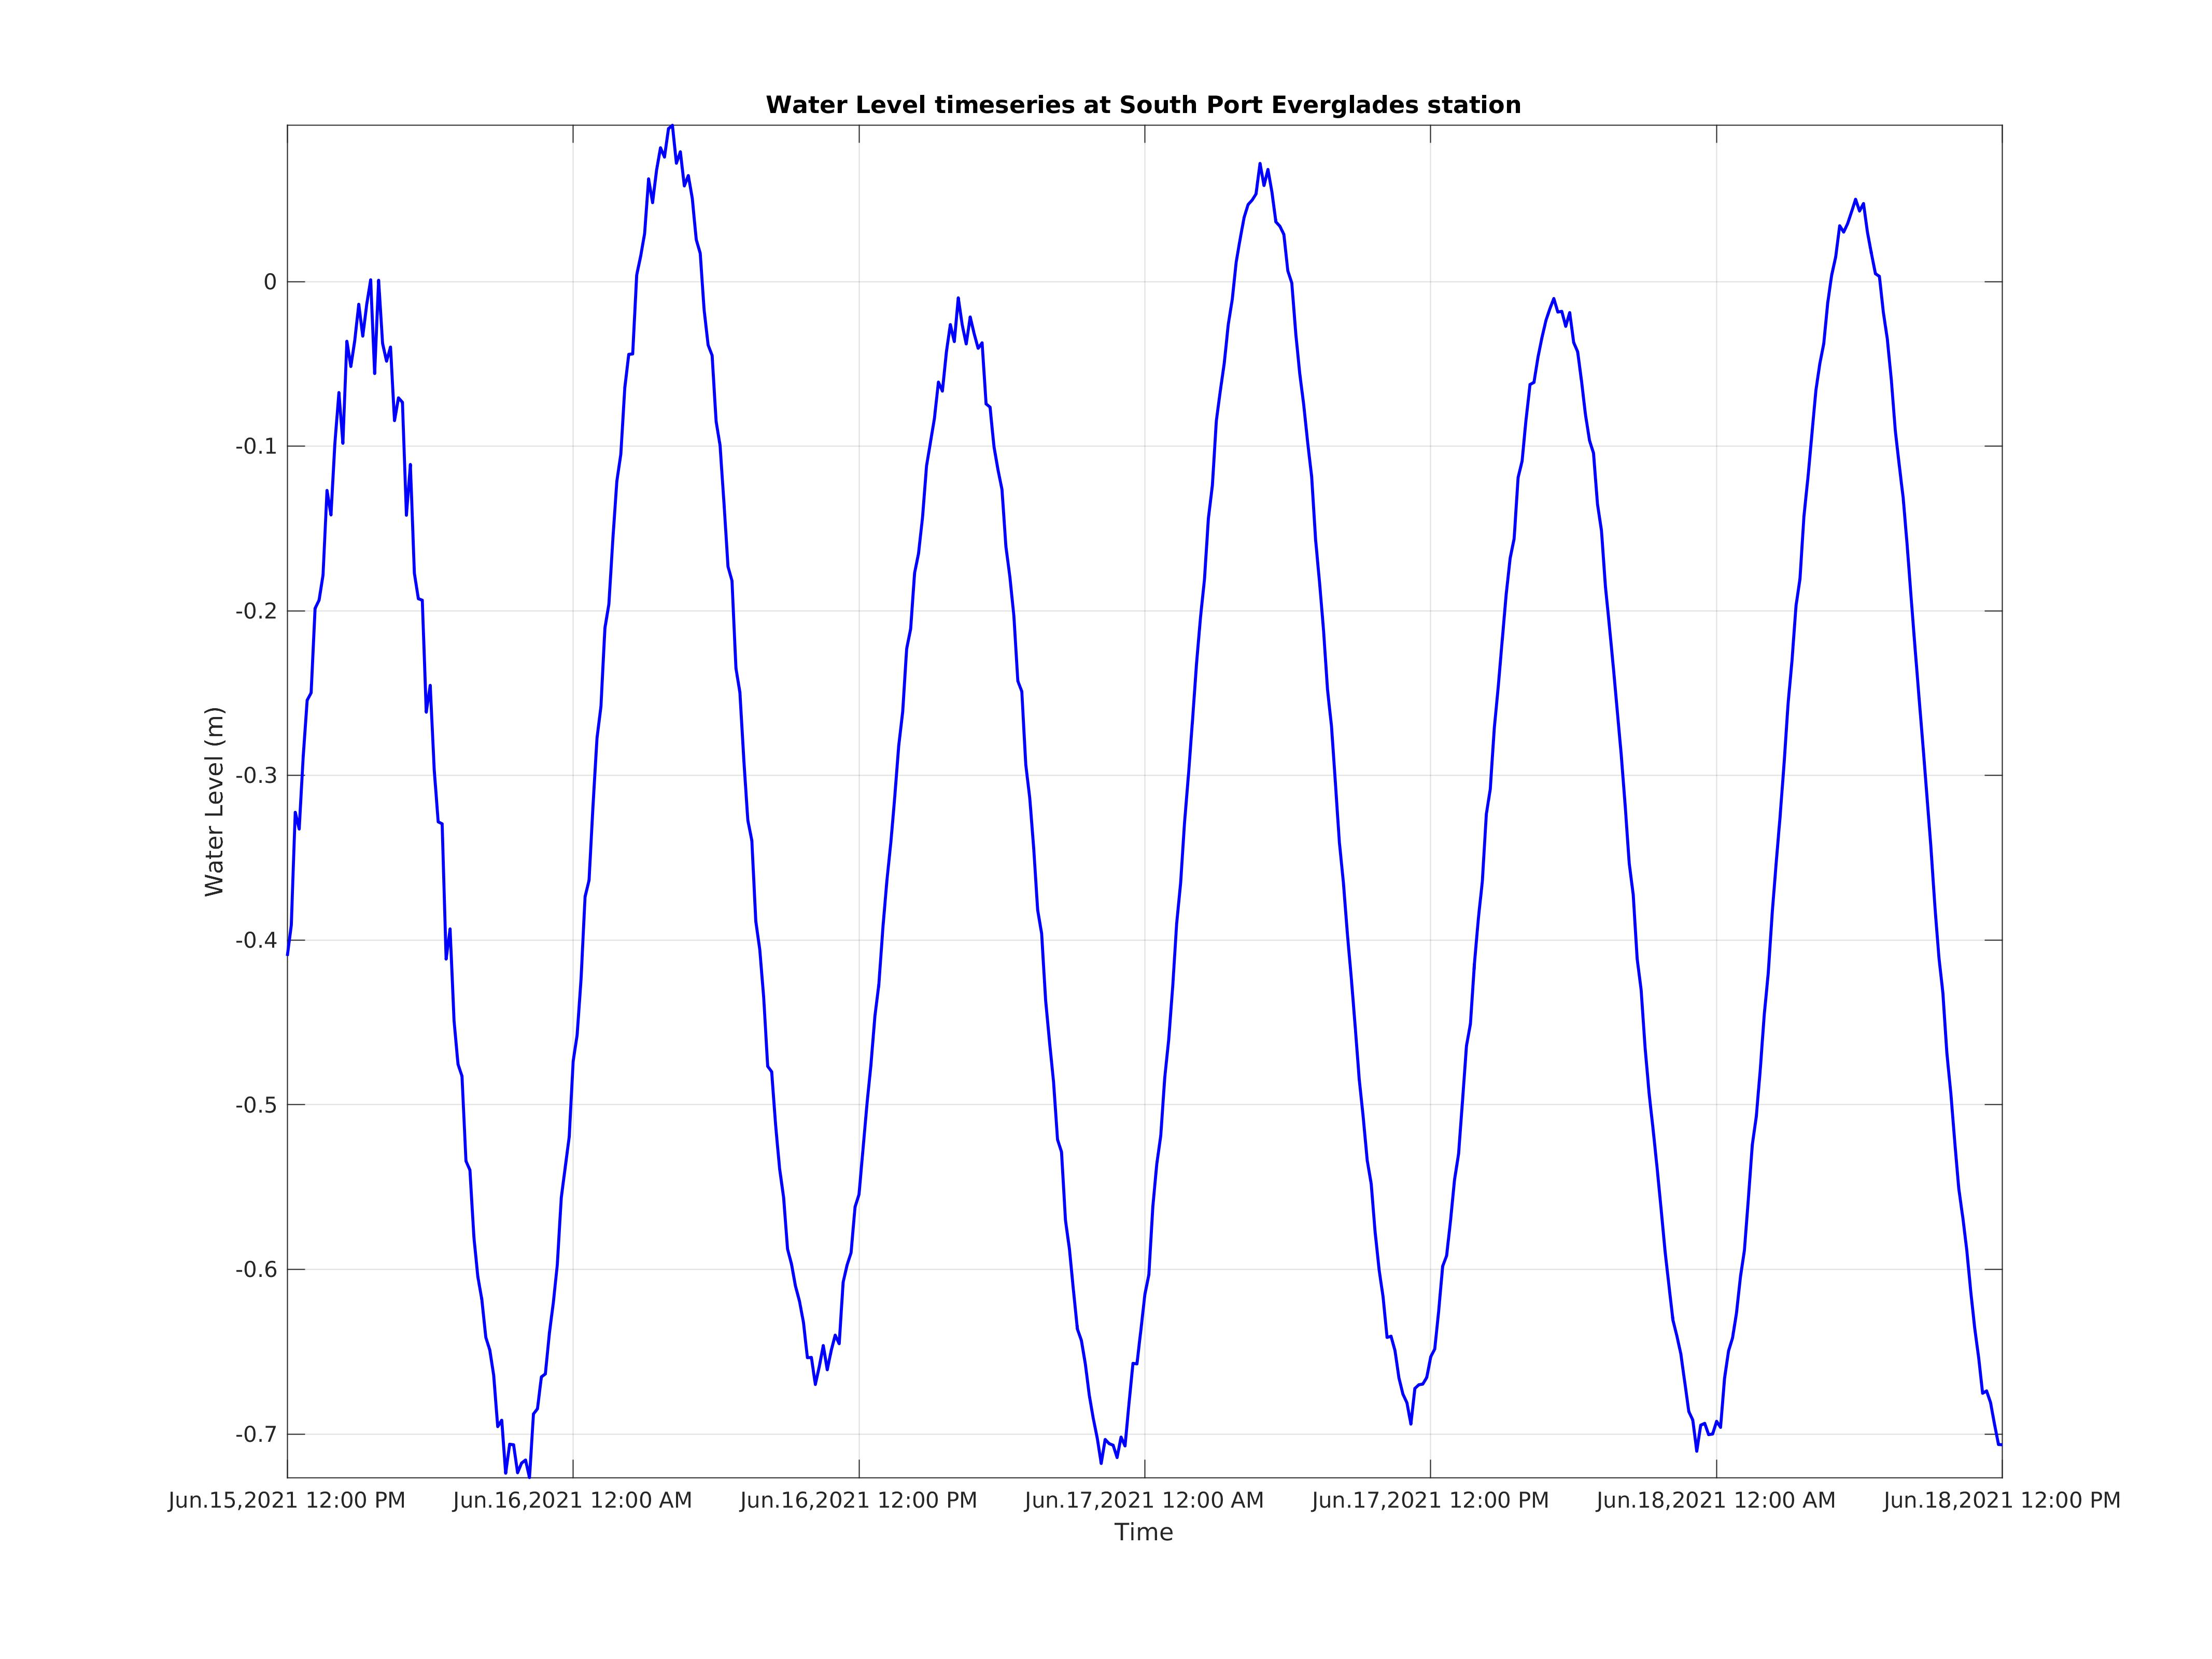 Water Level timeseries at South Port Everglades station
0
-0.1
-0.2
-0.3
-0.4
-0.5
-0.6
-0.7
Water Level (m)
Jun.15,2021 12:00 PM
Jun.16,2021 12:00 AM
Jun.16,2021 12:00 PM
Jun.17,2021 12:00 AM
Jun.17,2021 12:00 PM
Jun.18,2021 12:00 AM
Jun.18,2021 12:00 PM
Time